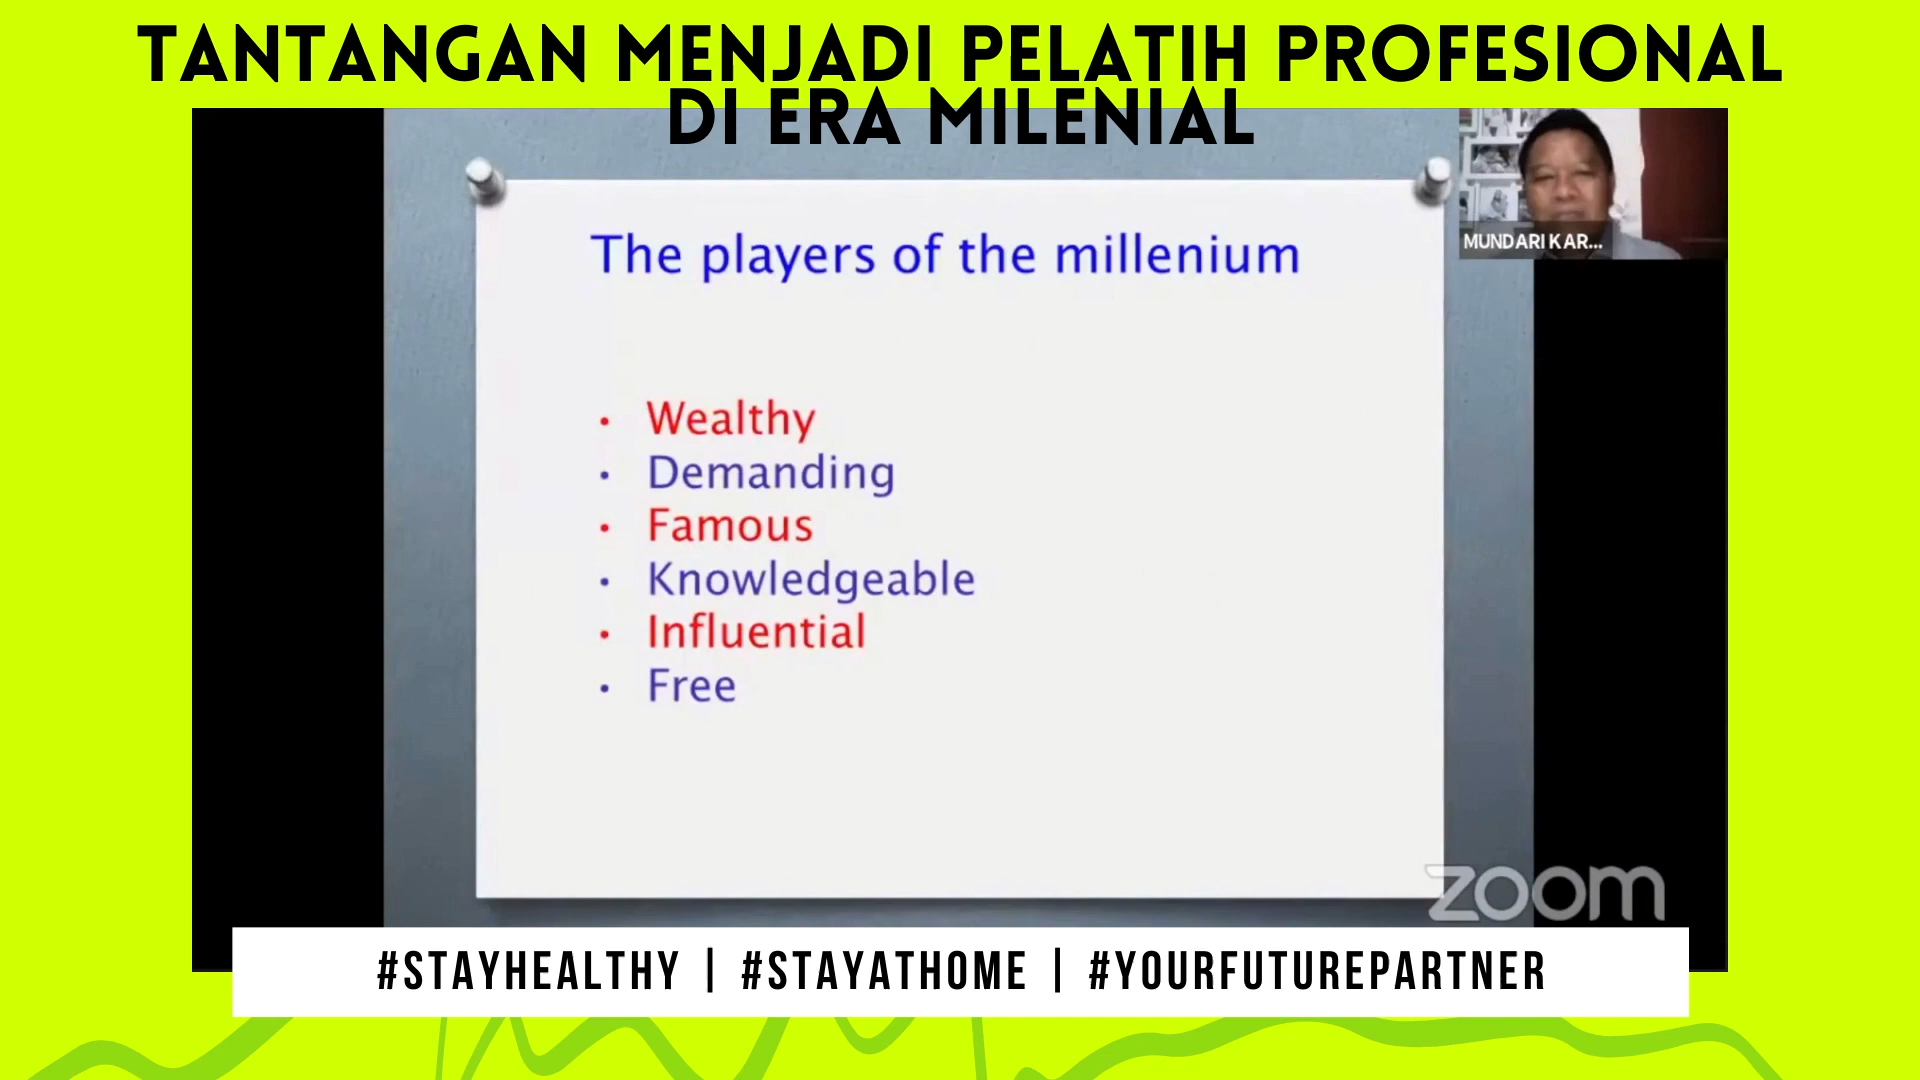 TANTANGAN MENJADI PELATIH PROFESIONAL
DI ERA MILENIAL
MUNDARI KAR...
The players of the millenium
• Wealthy
• Demanding
• Famous
• Knowledgeable
• Influential
• Free
zoom
#STAYHEALTHY | #STAYATHOME | #YOURFUTUREPARTNER